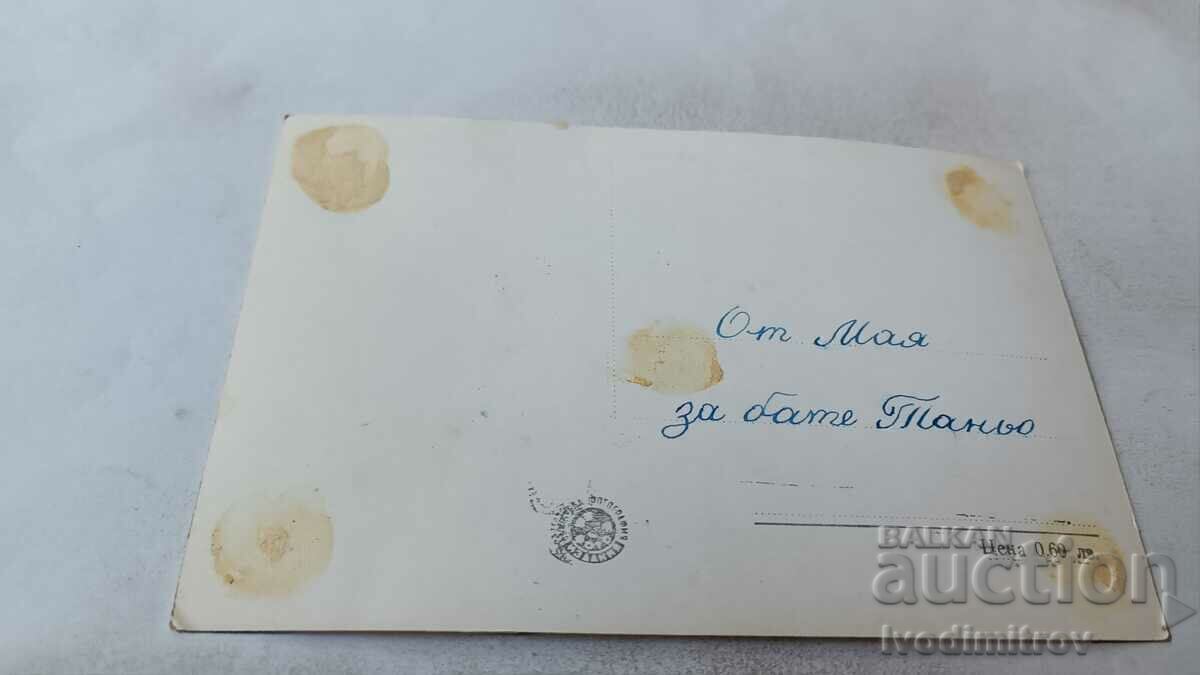 От Мая
за бате Таньо
Цена 0.60 лв.
BALKAN
auction
Ivodimitrov